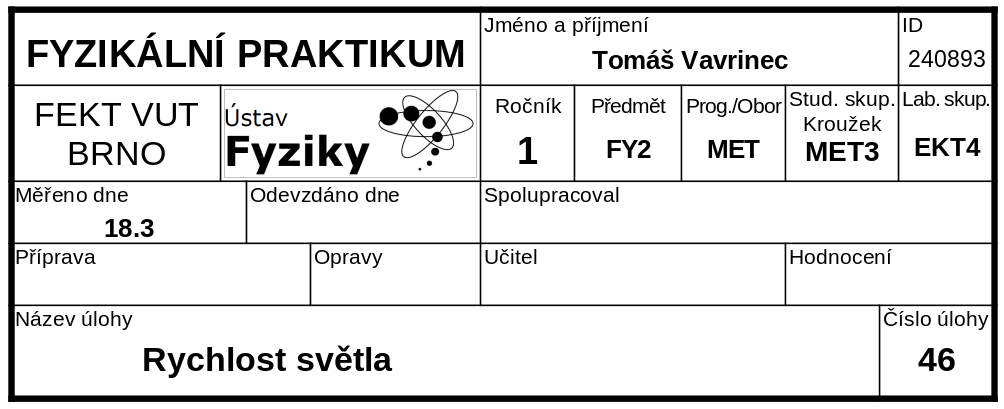 FYZIKÁLNÍ PRAKTIKUM
Jméno a příjmení
Tomáš Vavrinec
ID
240893
FEKT VUT
BRNO
Ústav
Fyziky
Ročník
1
Předmět
FY2
Prog./Obor
MET
Stud. skup.
Kroužek
MET3
Lab. skup.
EKT4
Měřeno dne
18.3
Odevzdáno dne
Spolupracoval
Příprava
Opravy
Učitel
Hodnocení
Název úlohy
Rychlost světla
Číslo úlohy
46